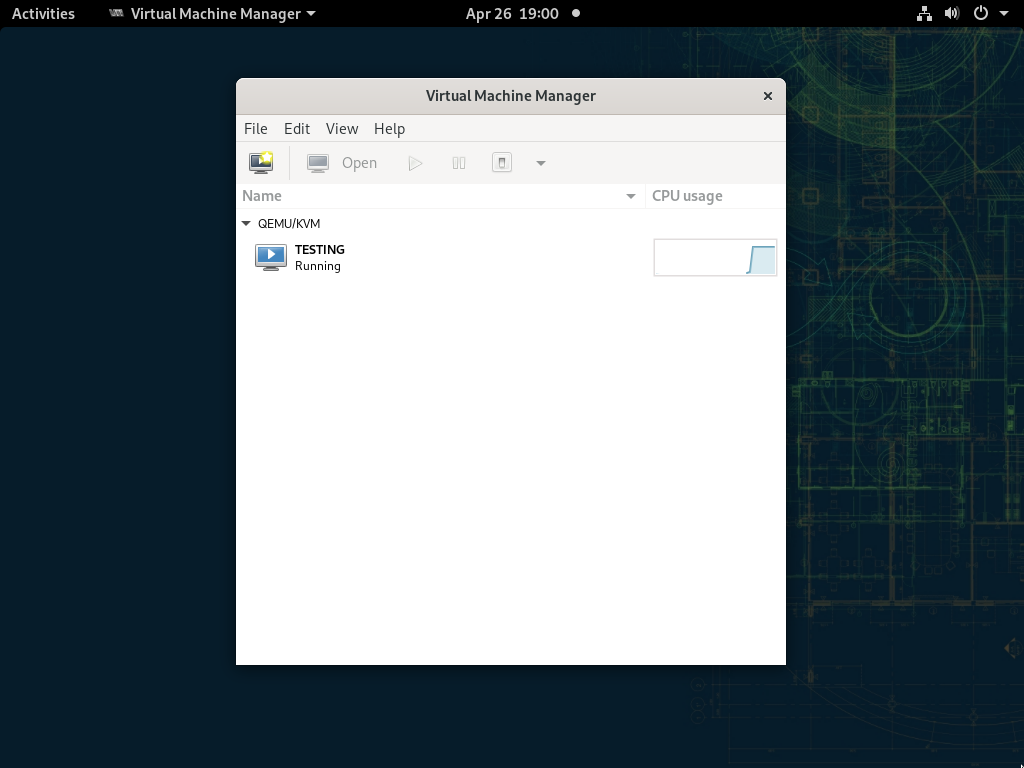 Activities Virtual Machine Manager Apr 26 19:00
Virtual Machine Manager
File Edit View Help
Open
Name CPU usage
QEMU/KVM
TESTING
Running